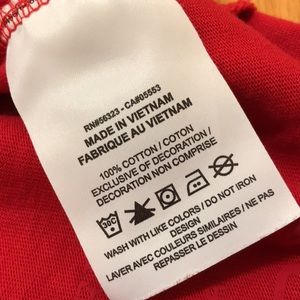 RN#56323 - CA#05553
MADE IN VIETNAM
FABRIQUE AU VIETNAM
100% COTTON / COTON
EXCLUSIVE OF DECORATION /
DECORATION NON COMPRISE
30C
WASH WITH LIKE COLORS / DO NOT IRON
DESIGN
LAVER AVEC COULEURS SIMILAIRES / NE PAS
REPASSER LE DESSIN